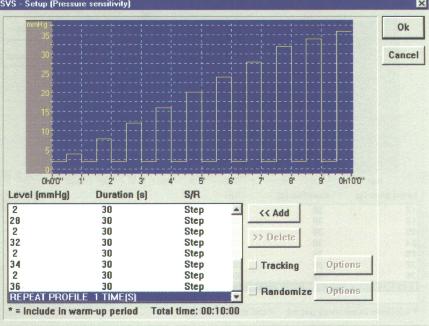 SVS - Setup (Pressure sensitivity)
mmHg
35
30
25
20
15
10
5
0
0h0'0" 1' 2' 3' 4' 5' 6' 7' 8' 9' 0h10'0"
Ok
Cancel
Level (mmHg) Duration (s) S/R
2 30 Step
28 30 Step
2 30 Step
32 30 Step
2 30 Step
34 30 Step
2 30 Step
36 30 Step
REPEAT PROFILE 1 TIME(S)
<< Add
>> Delete
Tracking Options
Randomize Options
* = Include in warm-up period Total time: 00:10:00